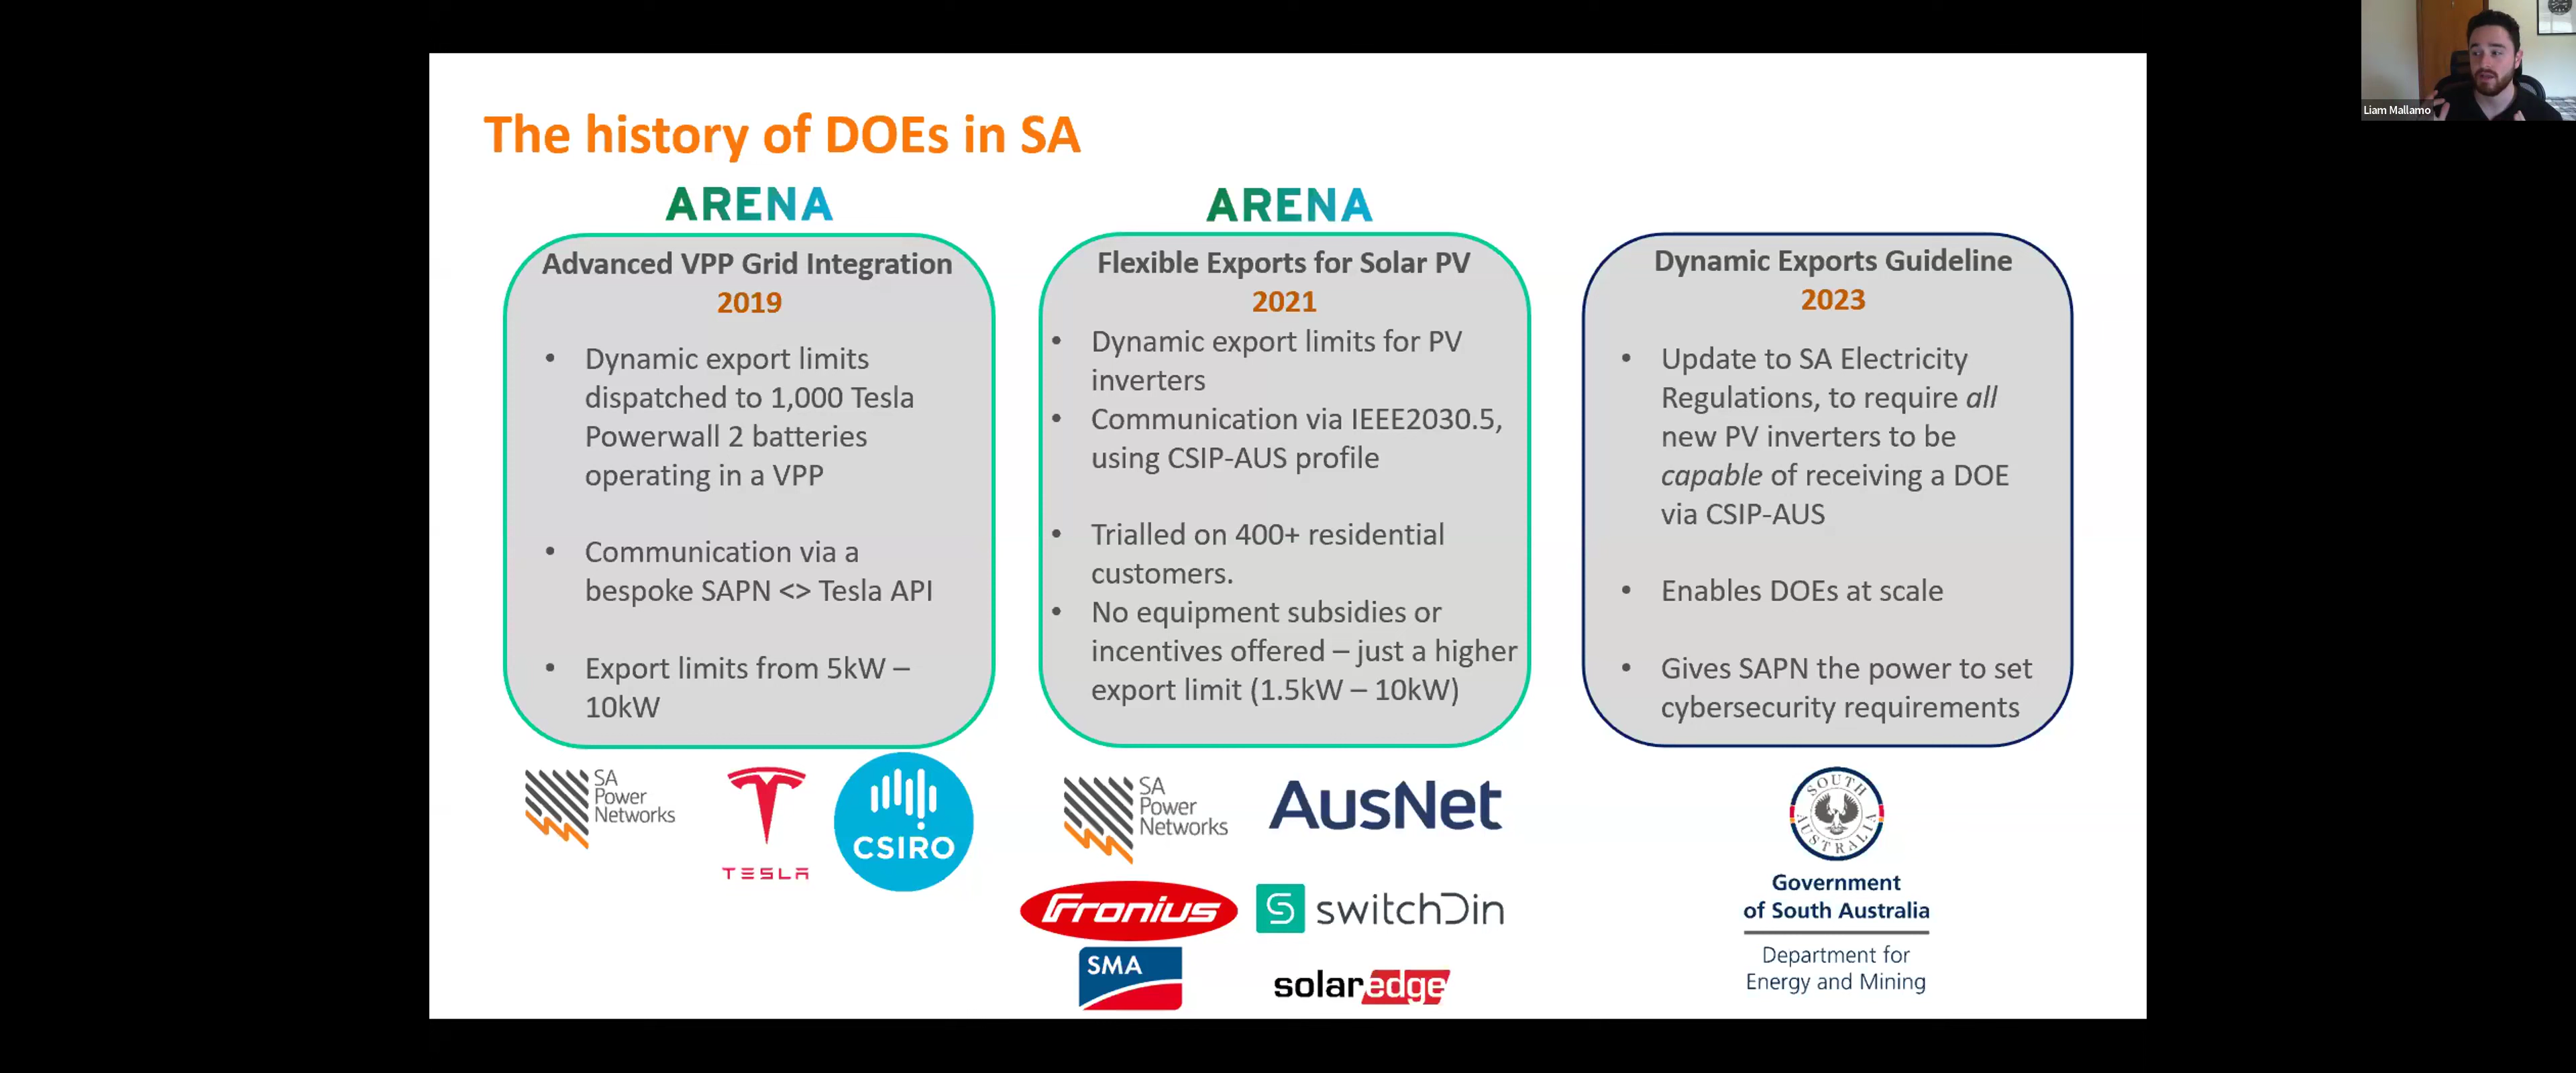 The history of DOEs in SA
ARENA
Advanced VPP Grid Integration
2019
• Dynamic export limits
dispatched to 1,000 Tesla
Powerwall 2 batteries
operating in a VPP
• Communication via a
bespoke SAPN <> Tesla API
• Export limits from 5kW –
10kW
SA
Power
Networks
TESLA
CSIRO
ARENA
Flexible Exports for Solar PV
2021
• Dynamic export limits for PV
inverters
• Communication via IEEE2030.5,
using CSIP-AUS profile
• Trialled on 400+ residential
customers.
• No equipment subsidies or
incentives offered – just a higher
export limit (1.5kW – 10kW)
SA
Power
Networks
AusNet
Fronius
S switchDin
SMA
solaredge
Dynamic Exports Guideline
2023
• Update to SA Electricity
Regulations, to require all
new PV inverters to be
capable of receiving a DOE
via CSIP-AUS
• Enables DOEs at scale
• Gives SAPN the power to set
cybersecurity requirements
SOUTH
AUSTRALIA
Government
of South Australia
Department for
Energy and Mining
Liam Mallamo